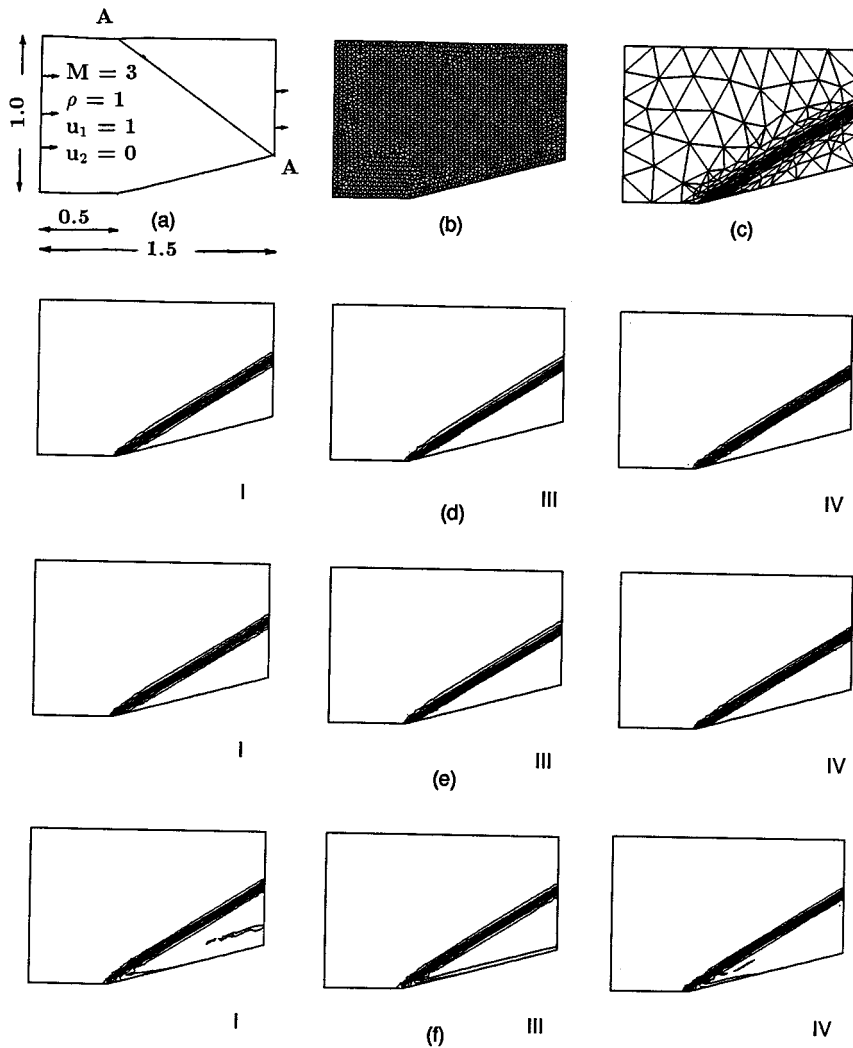 A
M = 3
ρ = 1
u₁ = 1
u₂ = 0
1.0
A
0.5
1.5
(a)
(b)
(c)
I
III
IV
(d)
I
III
IV
(e)
I
III
IV
(f)